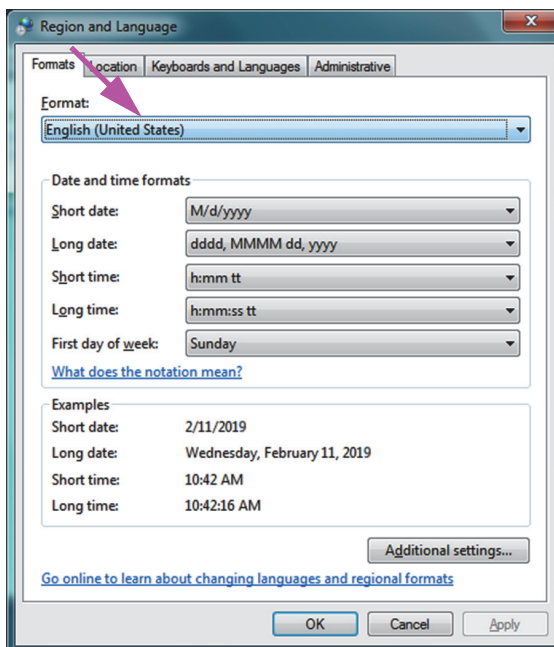 Region and Language
Formats Location Keyboards and Languages Administrative
Format:
English (United States)
Date and time formats
Short date: M/d/yyyy
Long date: dddd, MMMM dd, yyyy
Short time: h:mm tt
Long time: h:mm:ss tt
First day of week: Sunday
What does the notation mean?
Examples
Short date: 2/11/2019
Long date: Wednesday, February 11, 2019
Short time: 10:42 AM
Long time: 10:42:16 AM
Additional settings...
Go online to learn about changing languages and regional formats
OK Cancel Apply